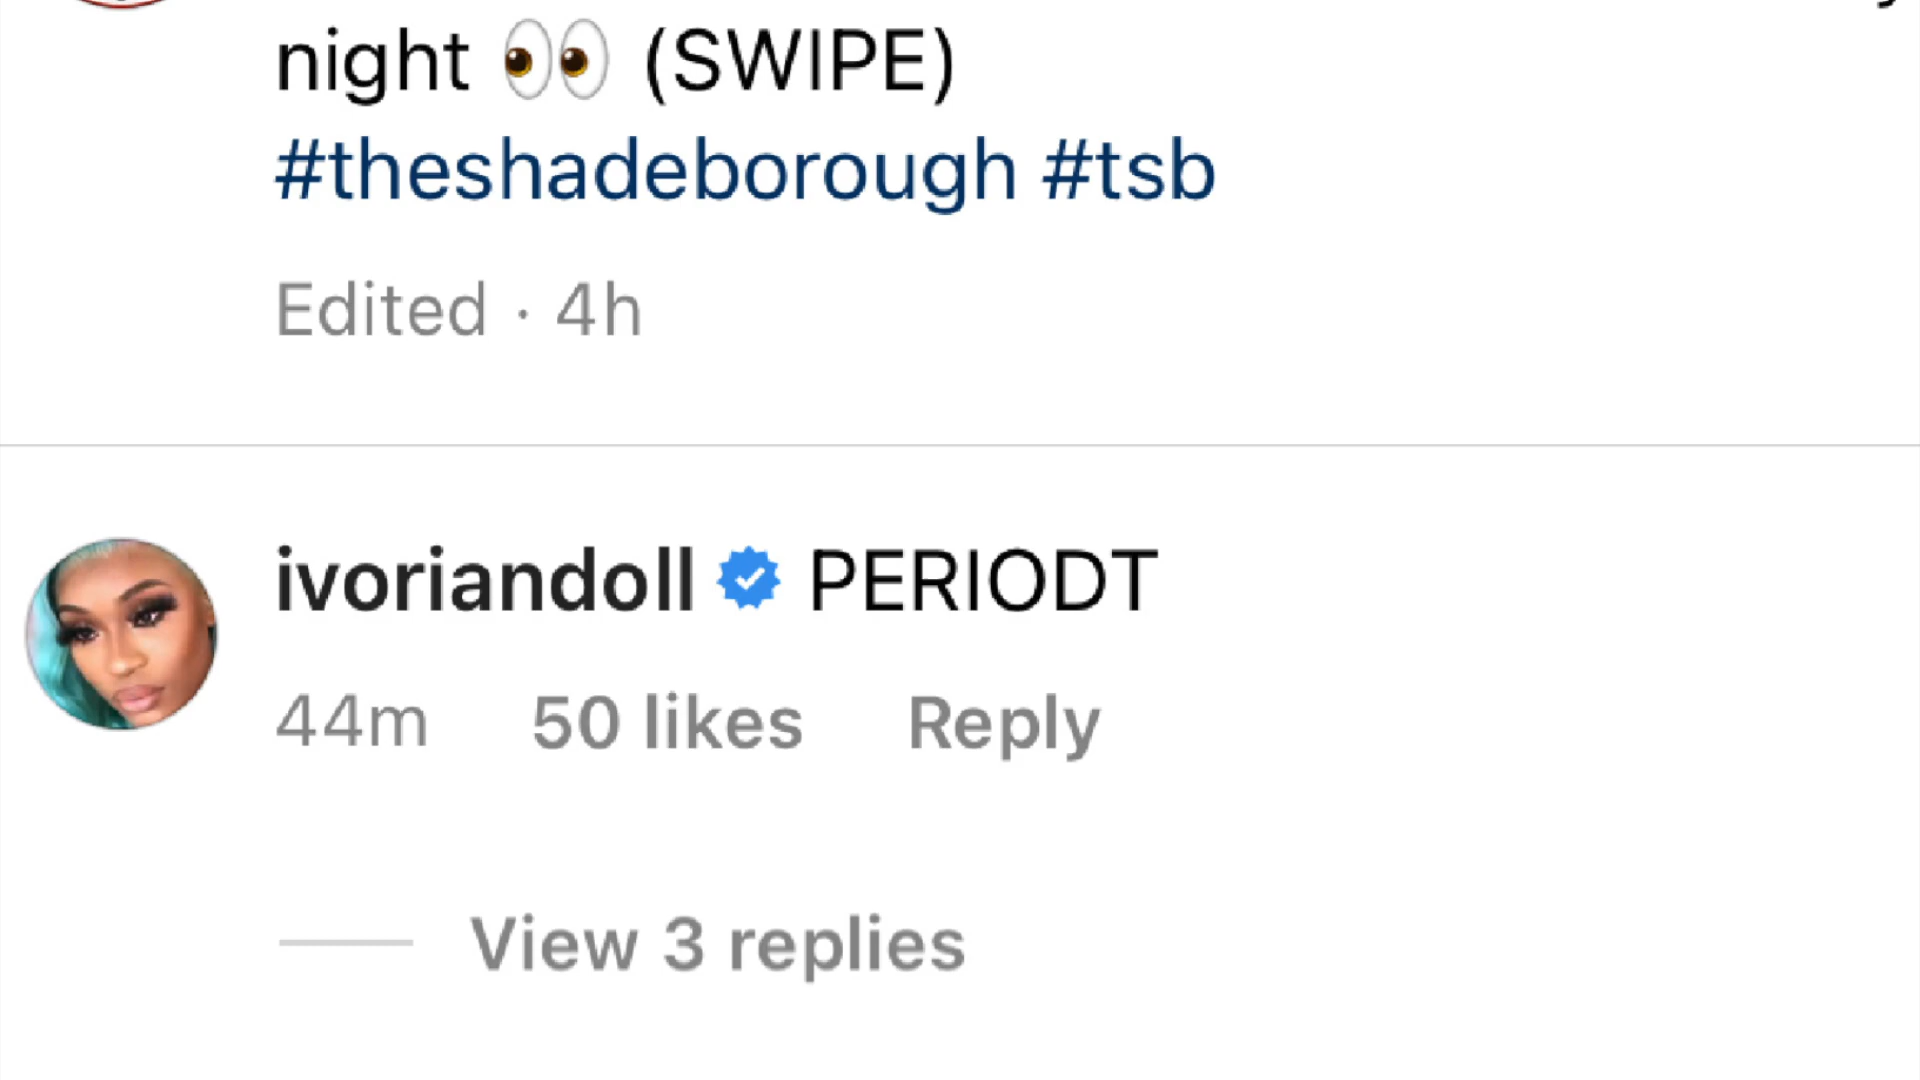 night 👀 (SWIPE)
#theshadeborough #tsb
Edited · 4h
ivoriandoll PERIODT
44m 50 likes Reply
View 3 replies